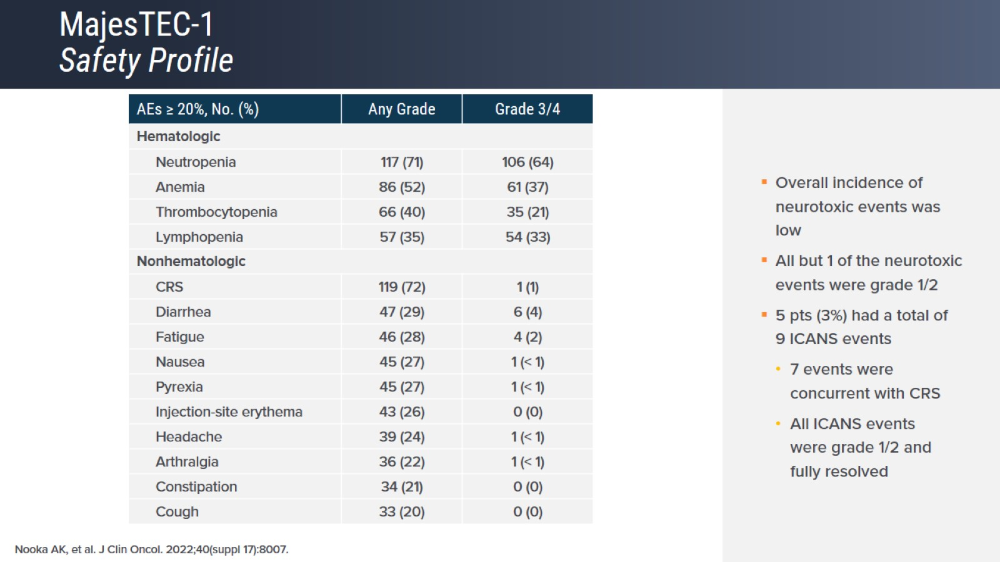 MajesTEC-1
Safety Profile
AEs ≥ 20%, No. (%) Any Grade Grade 3/4
Hematologic
Neutropenia 117 (71) 106 (64)
Anemia 86 (52) 61 (37)
Thrombocytopenia 66 (40) 35 (21)
Lymphopenia 57 (35) 54 (33)
Nonhematologic
CRS 119 (72) 1 (1)
Diarrhea 47 (29) 6 (4)
Fatigue 46 (28) 4 (2)
Nausea 45 (27) 1 (< 1)
Pyrexia 45 (27) 1 (< 1)
Injection-site erythema 43 (26) 0 (0)
Headache 39 (24) 1 (< 1)
Arthralgia 36 (22) 1 (< 1)
Constipation 34 (21) 0 (0)
Cough 33 (20) 0 (0)
▪ Overall incidence of
neurotoxic events was
low
▪ All but 1 of the neurotoxic
events were grade 1/2
▪ 5 pts (3%) had a total of
9 ICANS events
• 7 events were
concurrent with CRS
• All ICANS events
were grade 1/2 and
fully resolved
Nooka AK, et al. J Clin Oncol. 2022;40(suppl 17):8007.